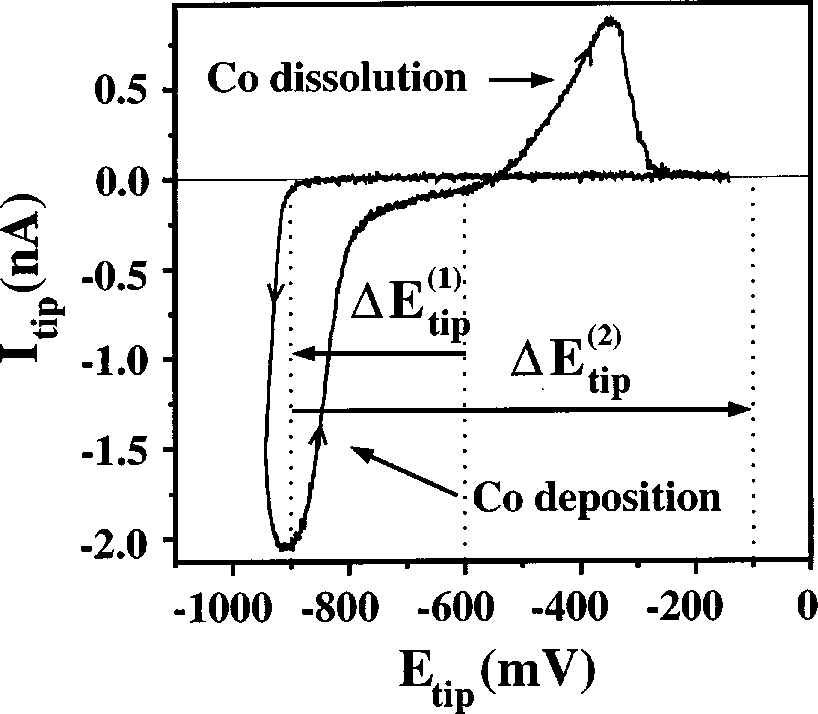 Co dissolution
0.5
0.0
-0.5
-1.0
-1.5
-2.0
I_tip (nA)
ΔE_tip^(1)
ΔE_tip^(2)
Co deposition
-1000 -800 -600 -400 -200 0
E_tip (mV)